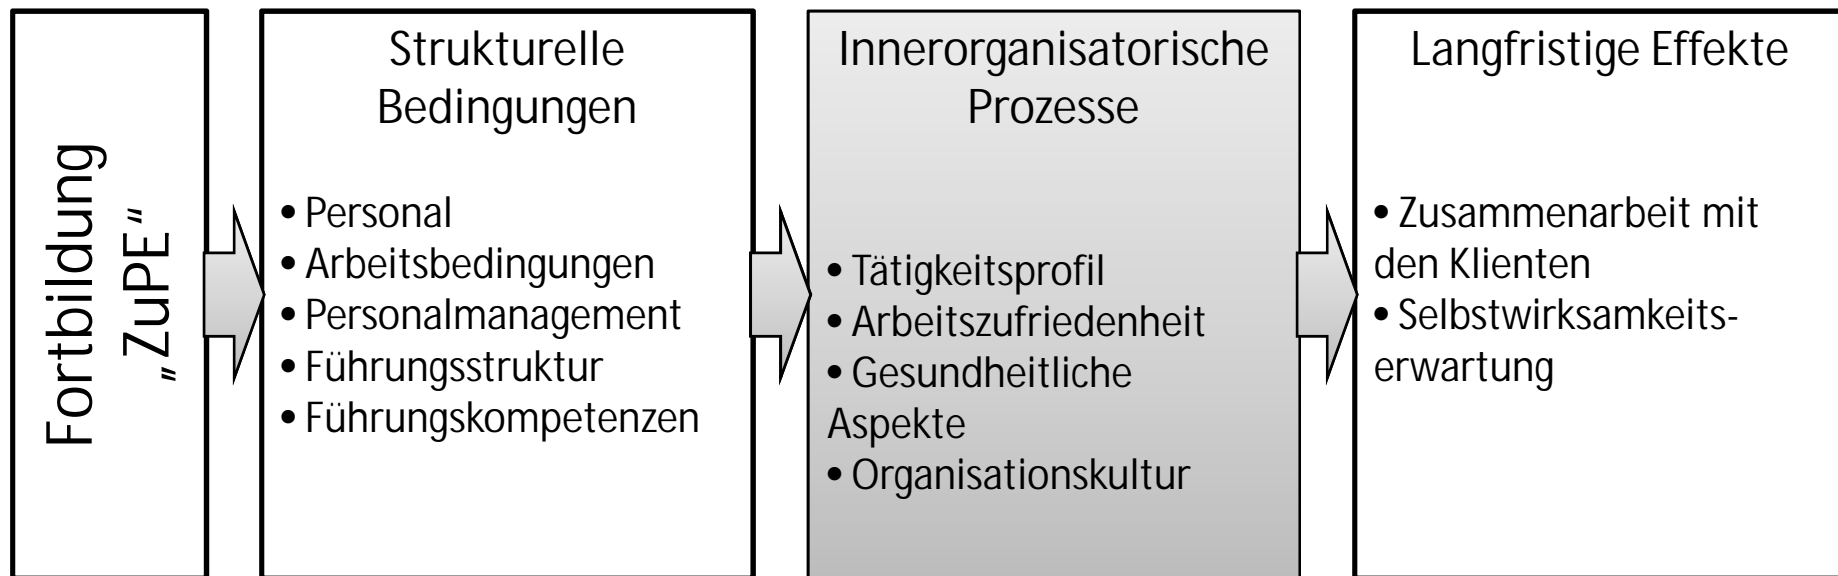 Fortbildung
„ZuPE“
Strukturelle
Bedingungen
• Personal
• Arbeitsbedingungen
• Personalmanagement
• Führungsstruktur
• Führungskompetenzen
Innerorganisatorische
Prozesse
• Tätigkeitsprofil
• Arbeitszufriedenheit
• Gesundheitliche
Aspekte
• Organisationskultur
Langfristige Effekte
• Zusammenarbeit mit
den Klienten
• Selbstwirksamkeits-
erwartung